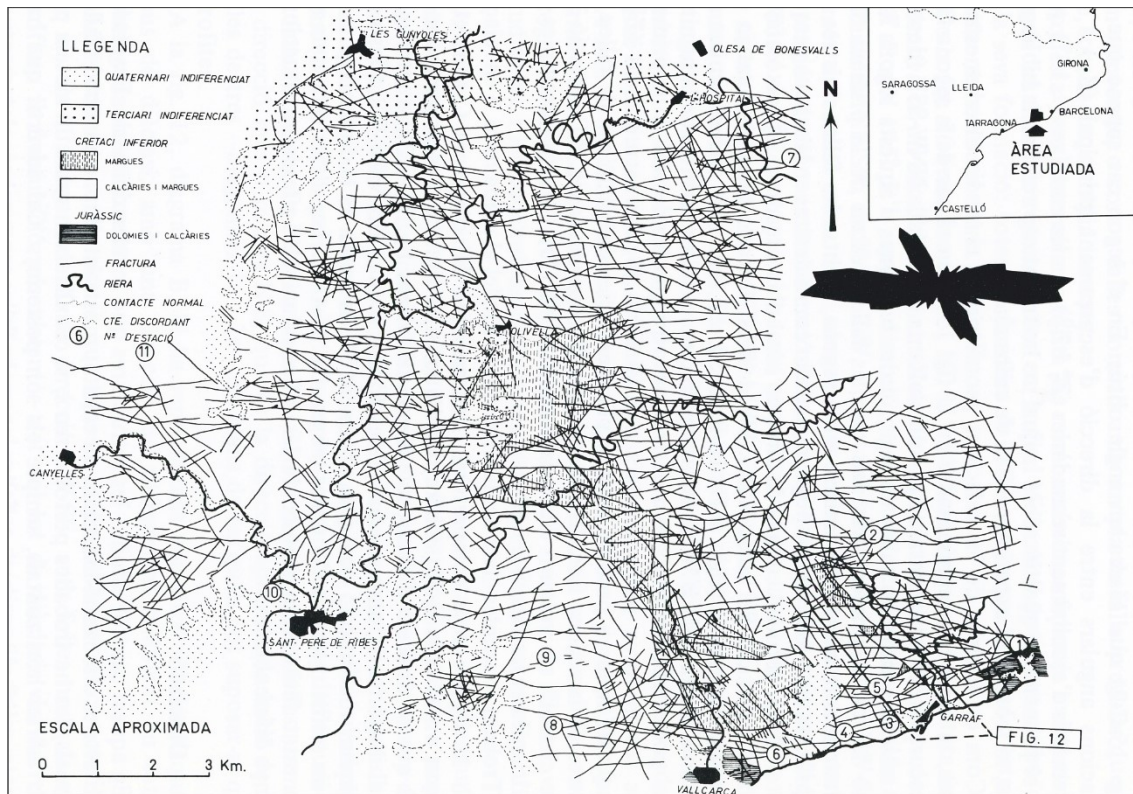 LLEGENDA
QUATERNARI INDIFERENCIAT
TERCIARI INDIFERENCIAT
CRETACI INFERIOR
MARGUES
CALCÀRIES I MARGUES
JURÀSSIC
DOLOMIES I CALCÀRIES
FRACTURA
RIERA
CONTACTE NORMAL
CTE. DISCORDANT
6
Nº D'ESTACIÓ
11
LES GUNYOLES
OLESA DE BONESVALLS
L'HOSPITAL
N
7
GIRONA
SARAGOSSA
LLEIDA
BARCELONA
TARRAGONA
ÀREA
ESTUDIADA
CASTELLÓ
OLIVELLA
CANYELLES
2
10
SANT PERE DE RIBES
9
1
5
8
4
3
GARRAF
6
FIG. 12
VALLCARCA
ESCALA APROXIMADA
0 1 2 3 Km.